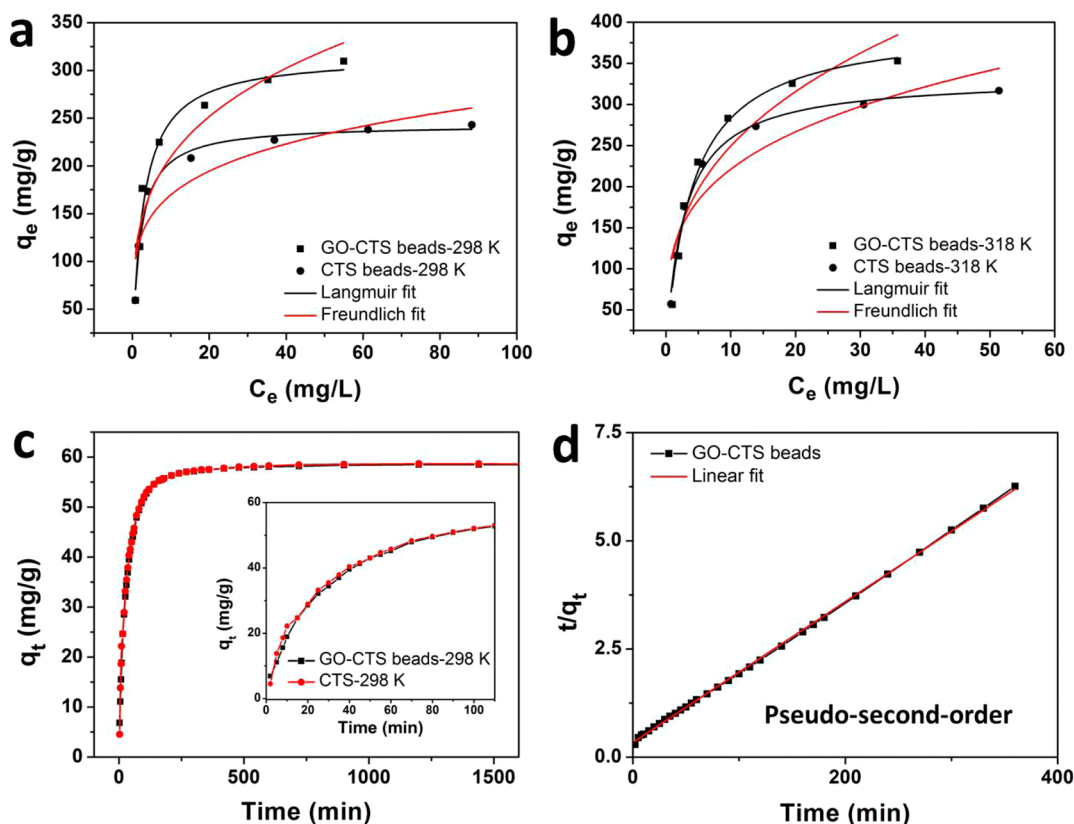 a
350
300
250
200
150
100
50
qe (mg/g)
GO-CTS beads-298 K
CTS beads-298 K
Langmuir fit
Freundlich fit
0 20 40 60 80 100
Ce (mg/L)
b
400
350
300
250
200
150
100
50
qe (mg/g)
GO-CTS beads-318 K
CTS beads-318 K
Langmuir fit
Freundlich fit
0 10 20 30 40 50 60
Ce (mg/L)
c
60
50
40
30
20
10
0
qt (mg/g)
60
40
20
0
qt (mg/g)
GO-CTS beads-298 K
CTS-298 K
0 20 40 60 80 100
Time (min)
0 500 1000 1500
Time (min)
d
7.5
5.0
2.5
0.0
t/qt
GO-CTS beads
Linear fit
Pseudo-second-order
0 200 400
Time (min)